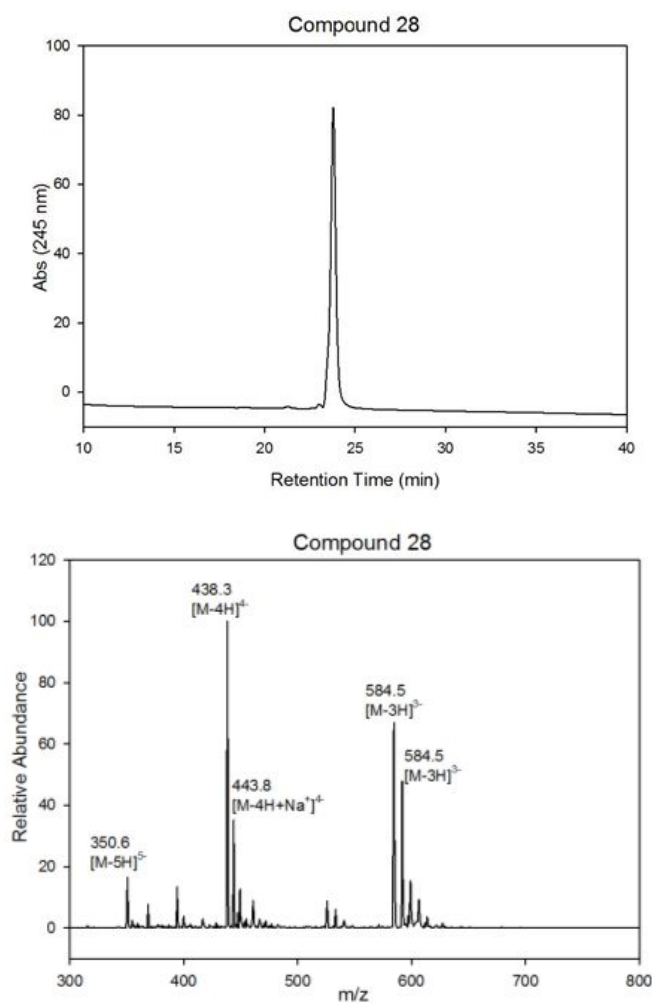 Compound 28
100
80
60
40
20
0
Abs (245 nm)
10 15 20 25 30 35 40
Retention Time (min)
Compound 28
120
100
80
60
40
20
0
Relative Abundance
438.3
[M-4H]4-
584.5
[M-3H]3-
584.5
[M-3H]3-
443.8
[M-4H+Na+]4-
350.6
[M-5H]5-
300 400 500 600 700 800
m/z